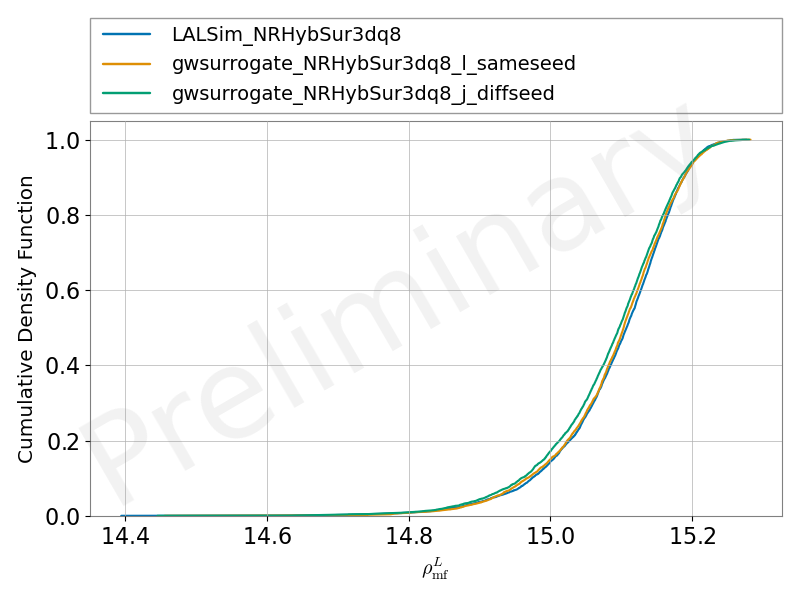 LALSim_NRHybSur3dq8
gwsurrogate_NRHybSur3dq8_l_sameseed
gwsurrogate_NRHybSur3dq8_j_diffseed
Preliminary
Cumulative Density Function
1.0
0.8
0.6
0.4
0.2
0.0
14.4 14.6 14.8 15.0 15.2
ρ_mf^L